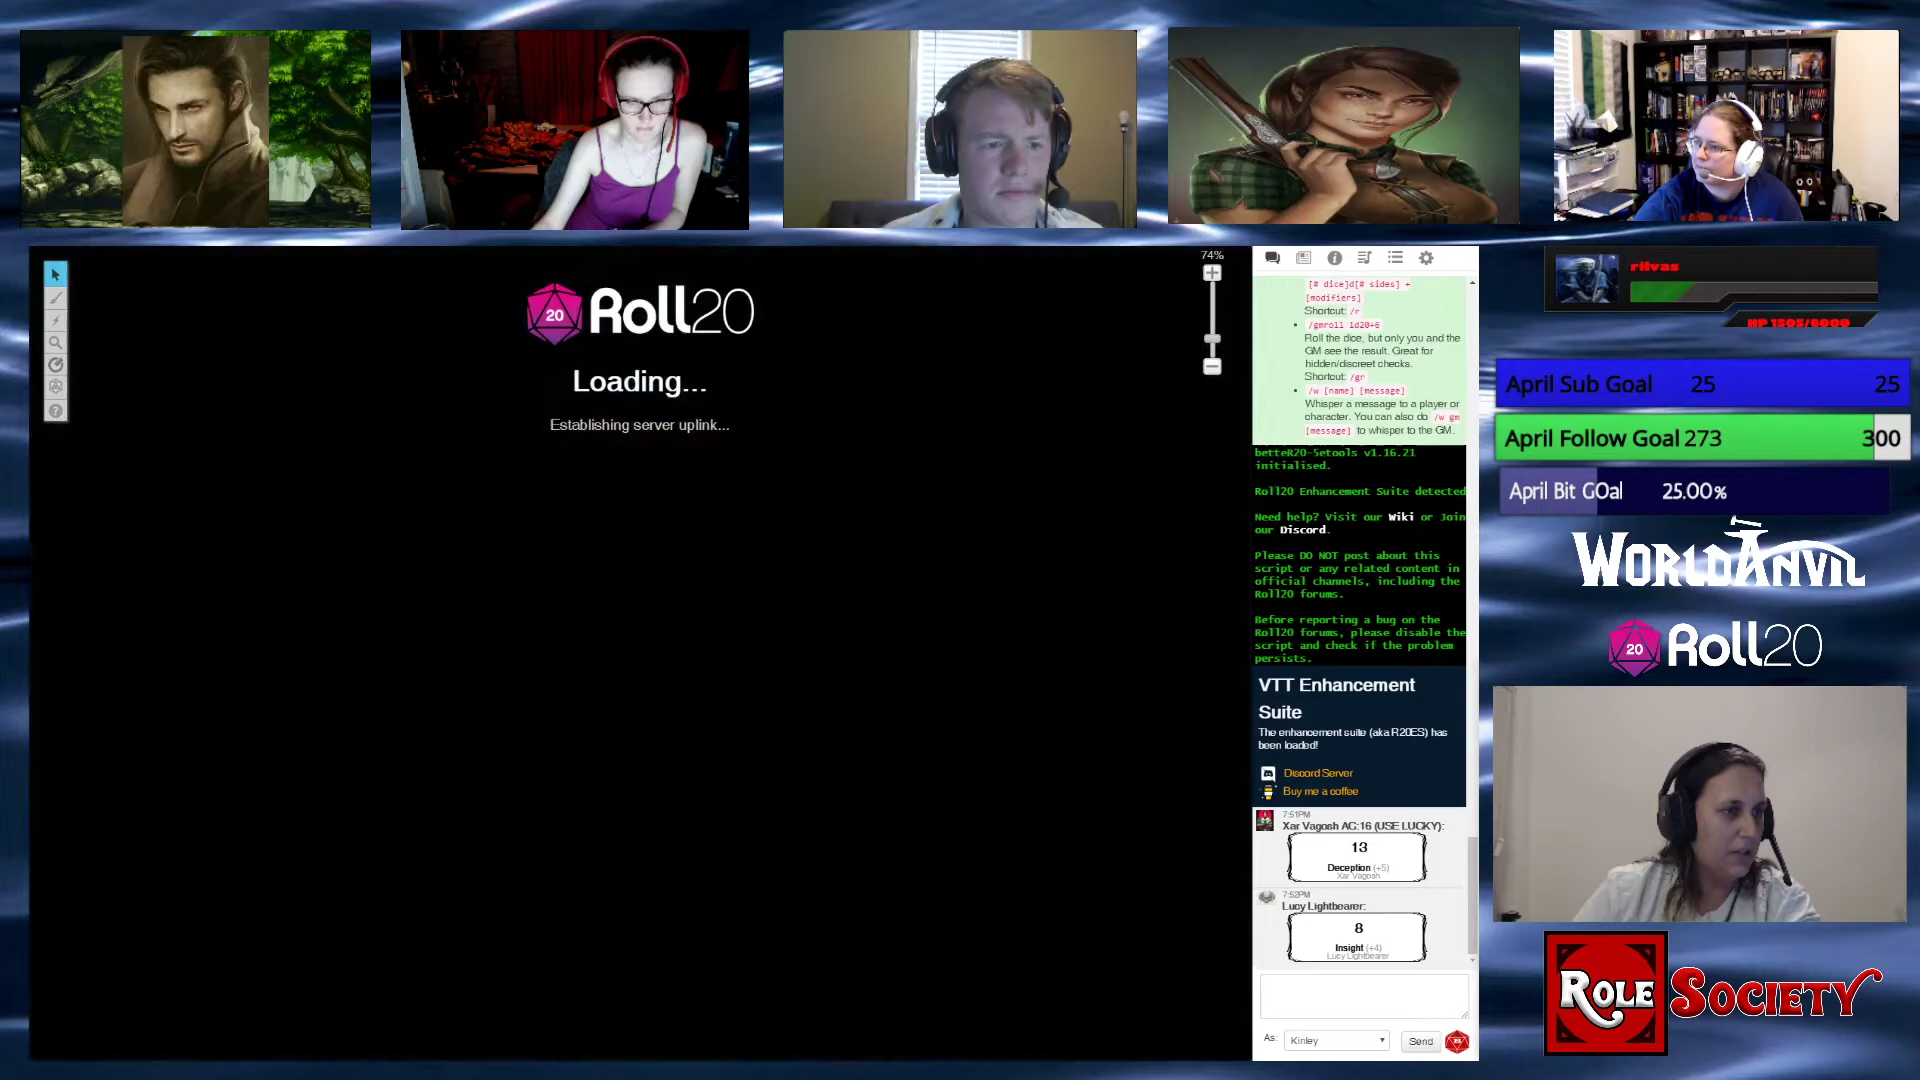 20 Roll20
Loading...
Establishing server uplink...
74%
[# dice]d[# sides] +
[modifiers]
Shortcut: /r
/gmroll 1d20+6
Roll the dice, but only you and the
GM see the result. Great for
hidden/discreet checks.
Shortcut: /gr
/w [name] [message]
Whisper a message to a player or
character. You can also do /w gm
[message] to whisper to the GM.
betteR20-5etools v1.16.21
initialised.
Roll20 Enhancement Suite detected
Need help? Visit our Wiki or Join
our Discord.
Please DO NOT post about this
script or any related content in
official channels, including the
Roll20 forums.
Before reporting a bug on the
Roll20 forums, please disable the
script and check if the problem
persists.
VTT Enhancement
Suite
The enhancement suite (aka R20ES) has
been loaded!
Discord Server
Buy me a coffee
7:51PM
Xar Vagosh AC:16 (USE LUCKY):
13
Deception (+5)
Xar Vagosh
7:52PM
Lucy Lightbearer:
8
Insight (+4)
Lucy Lightbearer
As: Kinley Send
rilvas
HP 1505/6000
April Sub Goal 25 25
April Follow Goal 273 300
April Bit GOal 25.00%
WORLDANVIL
20 Roll20
ROLE SOCIETY